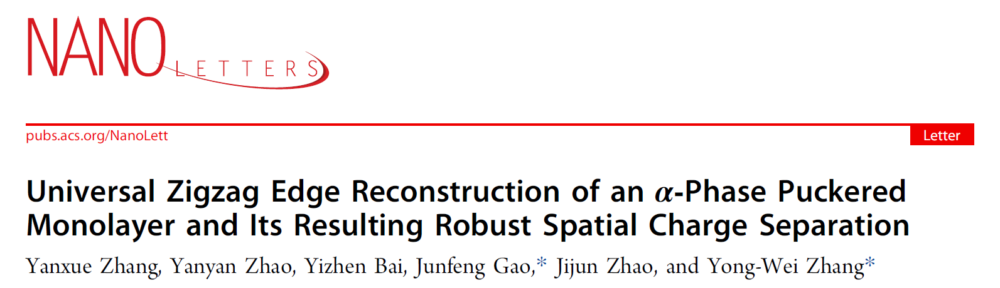 NANO LETTERS
pubs.acs.org/NanoLett
Letter
Universal Zigzag Edge Reconstruction of an α-Phase Puckered
Monolayer and Its Resulting Robust Spatial Charge Separation
Yanxue Zhang, Yanyan Zhao, Yizhen Bai, Junfeng Gao,* Jijun Zhao, and Yong-Wei Zhang*